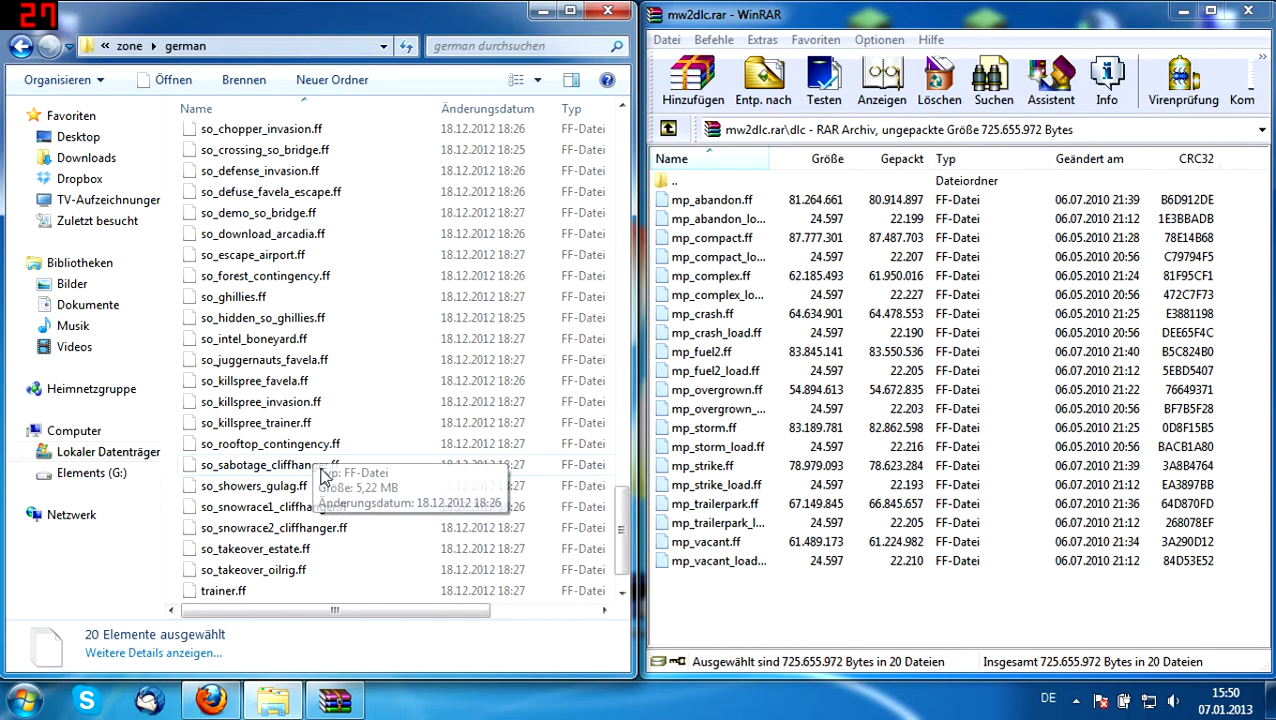 27
zone ▸ german
german durchsuchen
Organisieren
Öffnen
Brennen
Neuer Ordner
Favoriten
Desktop
Downloads
Dropbox
TV-Aufzeichnungen
Zuletzt besucht
Bibliotheken
Bilder
Dokumente
Musik
Videos
Heimnetzgruppe
Computer
Lokaler Datenträger
Elements (G:)
Netzwerk
Name Änderungsdatum Typ
so_chopper_invasion.ff 18.12.2012 18:26 FF-Datei
so_crossing_so_bridge.ff 18.12.2012 18:25 FF-Datei
so_defense_invasion.ff 18.12.2012 18:26 FF-Datei
so_defuse_favela_escape.ff 18.12.2012 18:26 FF-Datei
so_demo_so_bridge.ff 18.12.2012 18:27 FF-Datei
so_download_arcadia.ff 18.12.2012 18:26 FF-Datei
so_escape_airport.ff 18.12.2012 18:27 FF-Datei
so_forest_contingency.ff 18.12.2012 18:26 FF-Datei
so_ghillies.ff 18.12.2012 18:27 FF-Datei
so_hidden_so_ghillies.ff 18.12.2012 18:27 FF-Datei
so_intel_boneyard.ff 18.12.2012 18:27 FF-Datei
so_juggernauts_favela.ff 18.12.2012 18:27 FF-Datei
so_killspree_favela.ff 18.12.2012 18:26 FF-Datei
so_killspree_invasion.ff 18.12.2012 18:27 FF-Datei
so_killspree_trainer.ff 18.12.2012 18:27 FF-Datei
so_rooftop_contingency.ff 18.12.2012 18:27 FF-Datei
so_sabotage_cliffhanger.ff 18.12.2012 18:27 FF-Datei
Typ: FF-Datei
so_showers_gulag.ff Größe: 5,22 MB 18:27 FF-Datei
Änderungsdatum: 18.12.2012 18:26
so_snowrace1_cliffhanger.ff 18:26 FF-Datei
so_snowrace2_cliffhanger.ff 18.12.2012 18:27 FF-Datei
so_takeover_estate.ff 18.12.2012 18:27 FF-Datei
so_takeover_oilrig.ff 18.12.2012 18:27 FF-Datei
trainer.ff 18.12.2012 18:27 FF-Datei
20 Elemente ausgewählt
Weitere Details anzeigen...
mw2dlc.rar - WinRAR
Datei Befehle Extras Favoriten Optionen Hilfe
Hinzufügen Entp. nach Testen Anzeigen Löschen Suchen Assistent Info Virenprüfung Kom
mw2dlc.rar\dlc - RAR Archiv, ungepackte Größe 725.655.972 Bytes
Name Größe Gepackt Typ Geändert am CRC32
.. Dateiordner
mp_abandon.ff 81.264.661 80.914.897 FF-Datei 06.07.2010 21:39 B6D912DE
mp_abandon_lo... 24.597 22.199 FF-Datei 06.07.2010 21:12 1E3BBADB
mp_compact.ff 87.777.301 87.487.703 FF-Datei 06.05.2010 21:28 78E14B68
mp_compact_lo... 24.597 22.207 FF-Datei 06.05.2010 20:56 C79794F5
mp_complex.ff 62.185.493 61.950.016 FF-Datei 06.05.2010 21:24 81F95CF1
mp_complex_lo... 24.597 22.227 FF-Datei 06.05.2010 20:56 472C7F73
mp_crash.ff 64.634.901 64.478.553 FF-Datei 06.05.2010 21:25 E3881198
mp_crash_load.ff 24.597 22.190 FF-Datei 06.05.2010 20:56 DEE65F4C
mp_fuel2.ff 83.845.141 83.550.536 FF-Datei 06.07.2010 21:40 B5C824B0
mp_fuel2_load.ff 24.597 22.205 FF-Datei 06.07.2010 21:12 5EBD5407
mp_overgrown.ff 54.894.613 54.672.835 FF-Datei 06.05.2010 21:22 76649371
mp_overgrown_... 24.597 22.203 FF-Datei 06.05.2010 20:56 BF7B5F28
mp_storm.ff 83.189.781 82.862.598 FF-Datei 06.05.2010 21:27 0D8F15B5
mp_storm_load.ff 24.597 22.216 FF-Datei 06.05.2010 20:56 DACB1A80
mp_strike.ff 78.979.093 78.623.284 FF-Datei 06.07.2010 21:39 3A8B4764
mp_strike_load.ff 24.597 22.205 FF-Datei 06.07.2010 21:12 EA3897BB
mp_trailerpark.ff 67.149.845 66.845.657 FF-Datei 06.07.2010 21:36 64D870FD
mp_trailerpark_l... 24.597 22.205 FF-Datei 06.07.2010 21:12 268078EF
mp_vacant.ff 61.489.173 61.224.982 FF-Datei 06.07.2010 21:34 3A290D12
mp_vacant_load... 24.597 22.210 FF-Datei 06.07.2010 21:12 84D53E52
Ausgewählt sind 725.655.972 Bytes in 20 Dateien
Insgesamt 725.655.972 Bytes in 20 Dateien
DE
15:50
07.01.2013